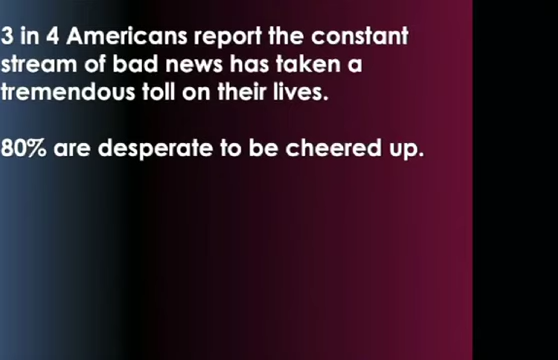 3 in 4 Americans report the constant
stream of bad news has taken a
tremendous toll on their lives.
80% are desperate to be cheered up.